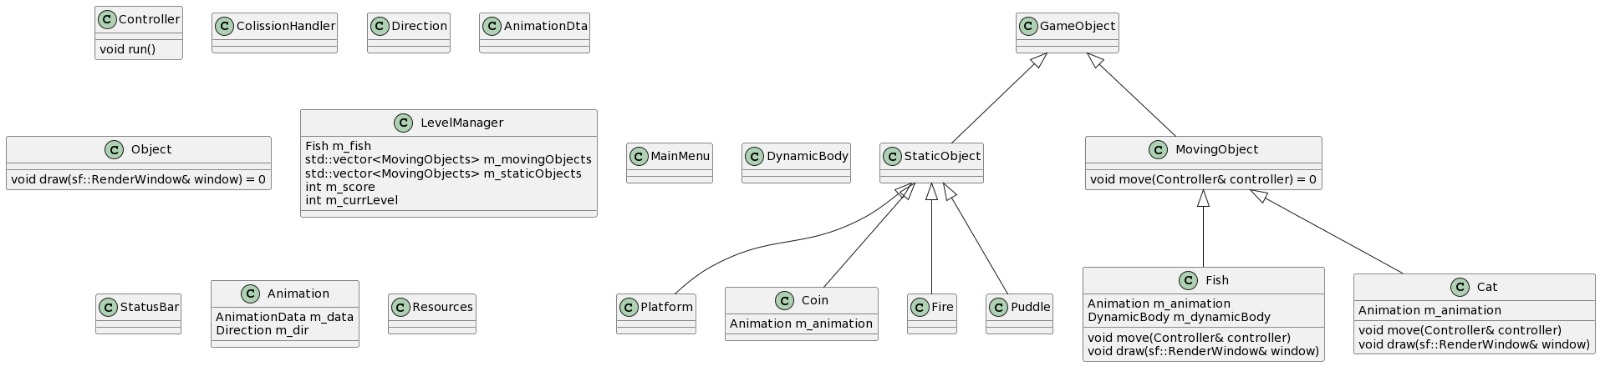 C Controller
void run()
C ColissionHandler
C Direction
C AnimationDta
C GameObject
C Object
void draw(sf::RenderWindow& window) = 0
C LevelManager
Fish m_fish
std::vector<MovingObjects> m_movingObjects
std::vector<MovingObjects> m_staticObjects
int m_score
int m_currLevel
C MainMenu
C DynamicBody
C StaticObject
C MovingObject
void move(Controller& controller) = 0
C StatusBar
C Animation
AnimationData m_data
Direction m_dir
C Resources
C Platform
C Coin
Animation m_animation
C Fire
C Puddle
C Fish
Animation m_animation
DynamicBody m_dynamicBody
void move(Controller& controller)
void draw(sf::RenderWindow& window)
C Cat
Animation m_animation
void move(Controller& controller)
void draw(sf::RenderWindow& window)